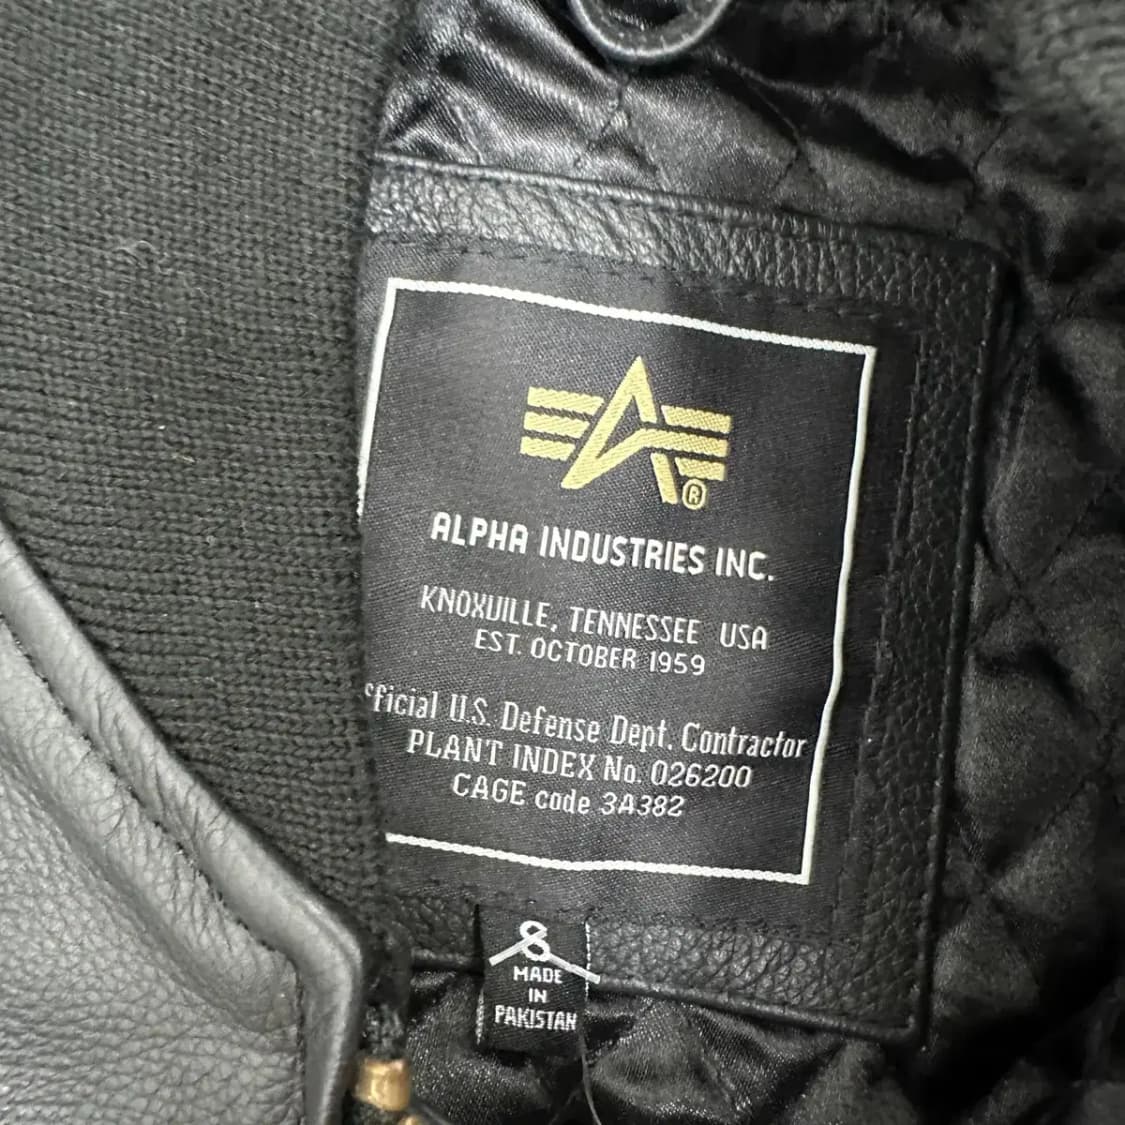 ®
ALPHA INDUSTRIES INC.
KNOXUILLE, TENNESSEE USA
EST. OCTOBER 1959
fficial U.S. Defense Dept. Contractor
PLANT INDEX No. 026200
CAGE code 3A382
8
MADE
IN
PAKISTAN